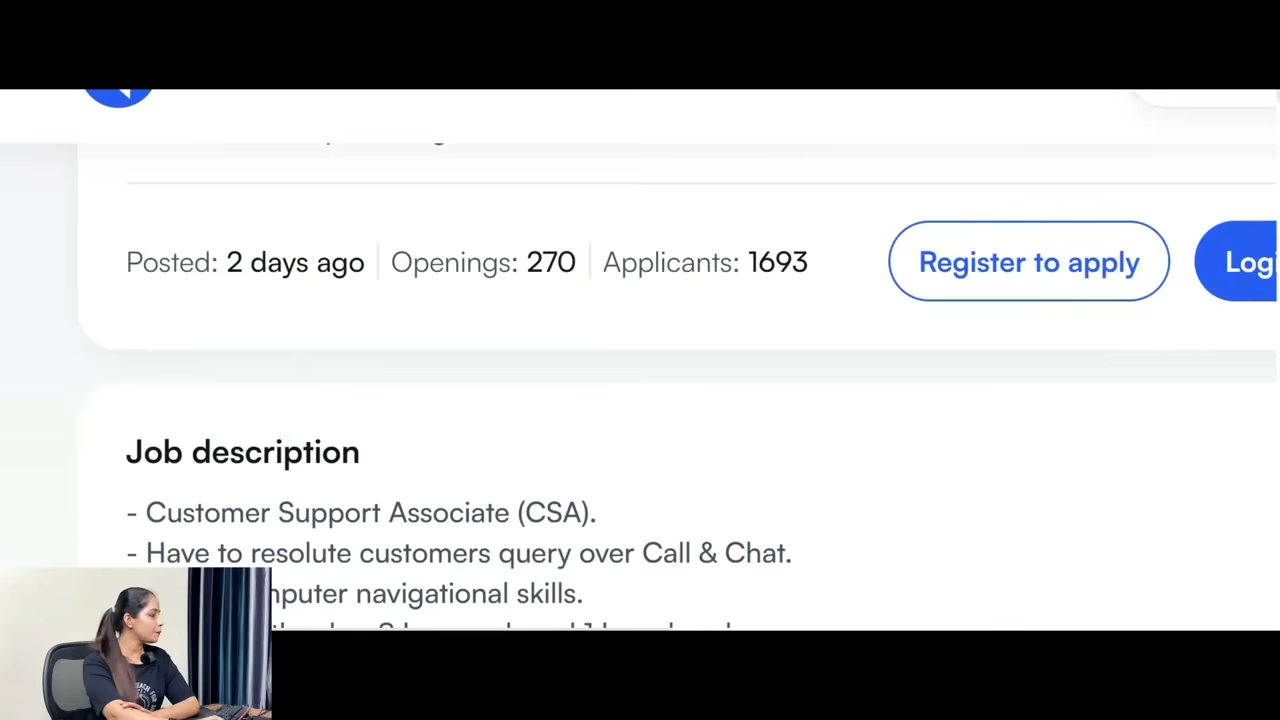 Posted: 2 days ago Openings: 270 Applicants: 1693 Register to apply
Job description
- Customer Support Associate (CSA).
- Have to resolute customers query over Call & Chat.
navigational skills.